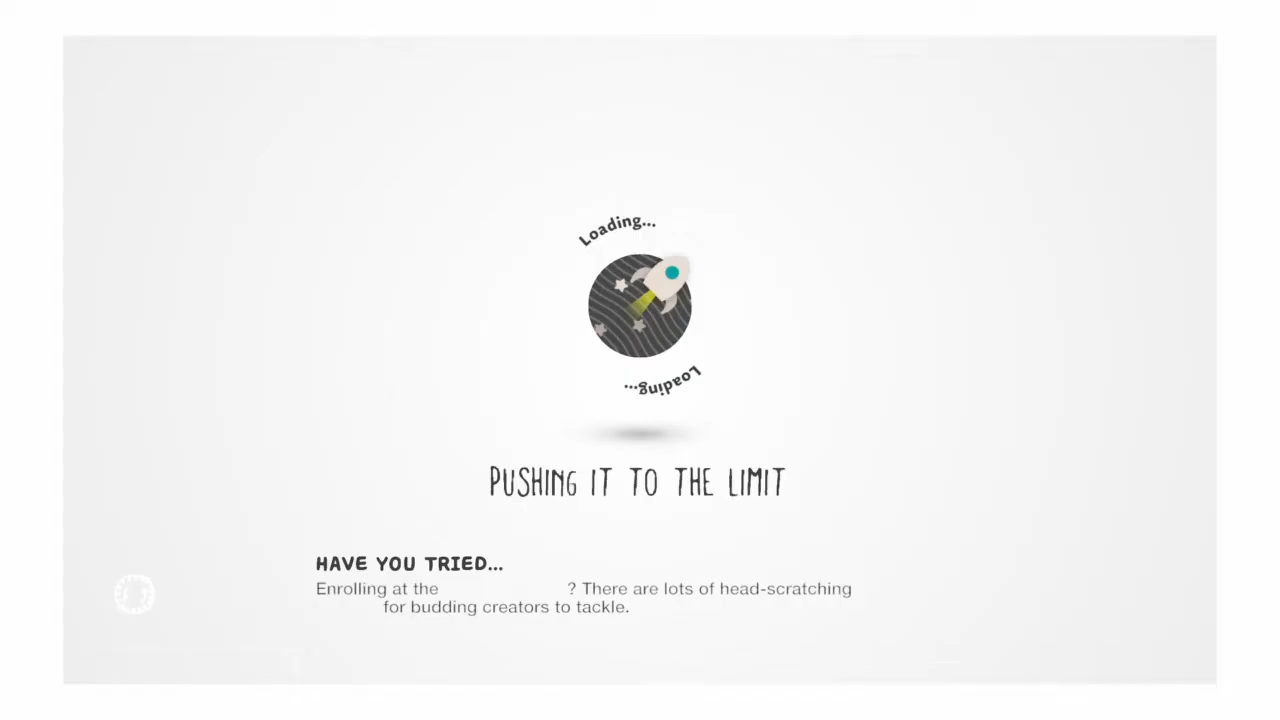 Loading...
Loading...
PUSHING IT TO THE LIMIT
HAVE YOU TRIED...
Enrolling at the ? There are lots of head-scratching
for budding creators to tackle.